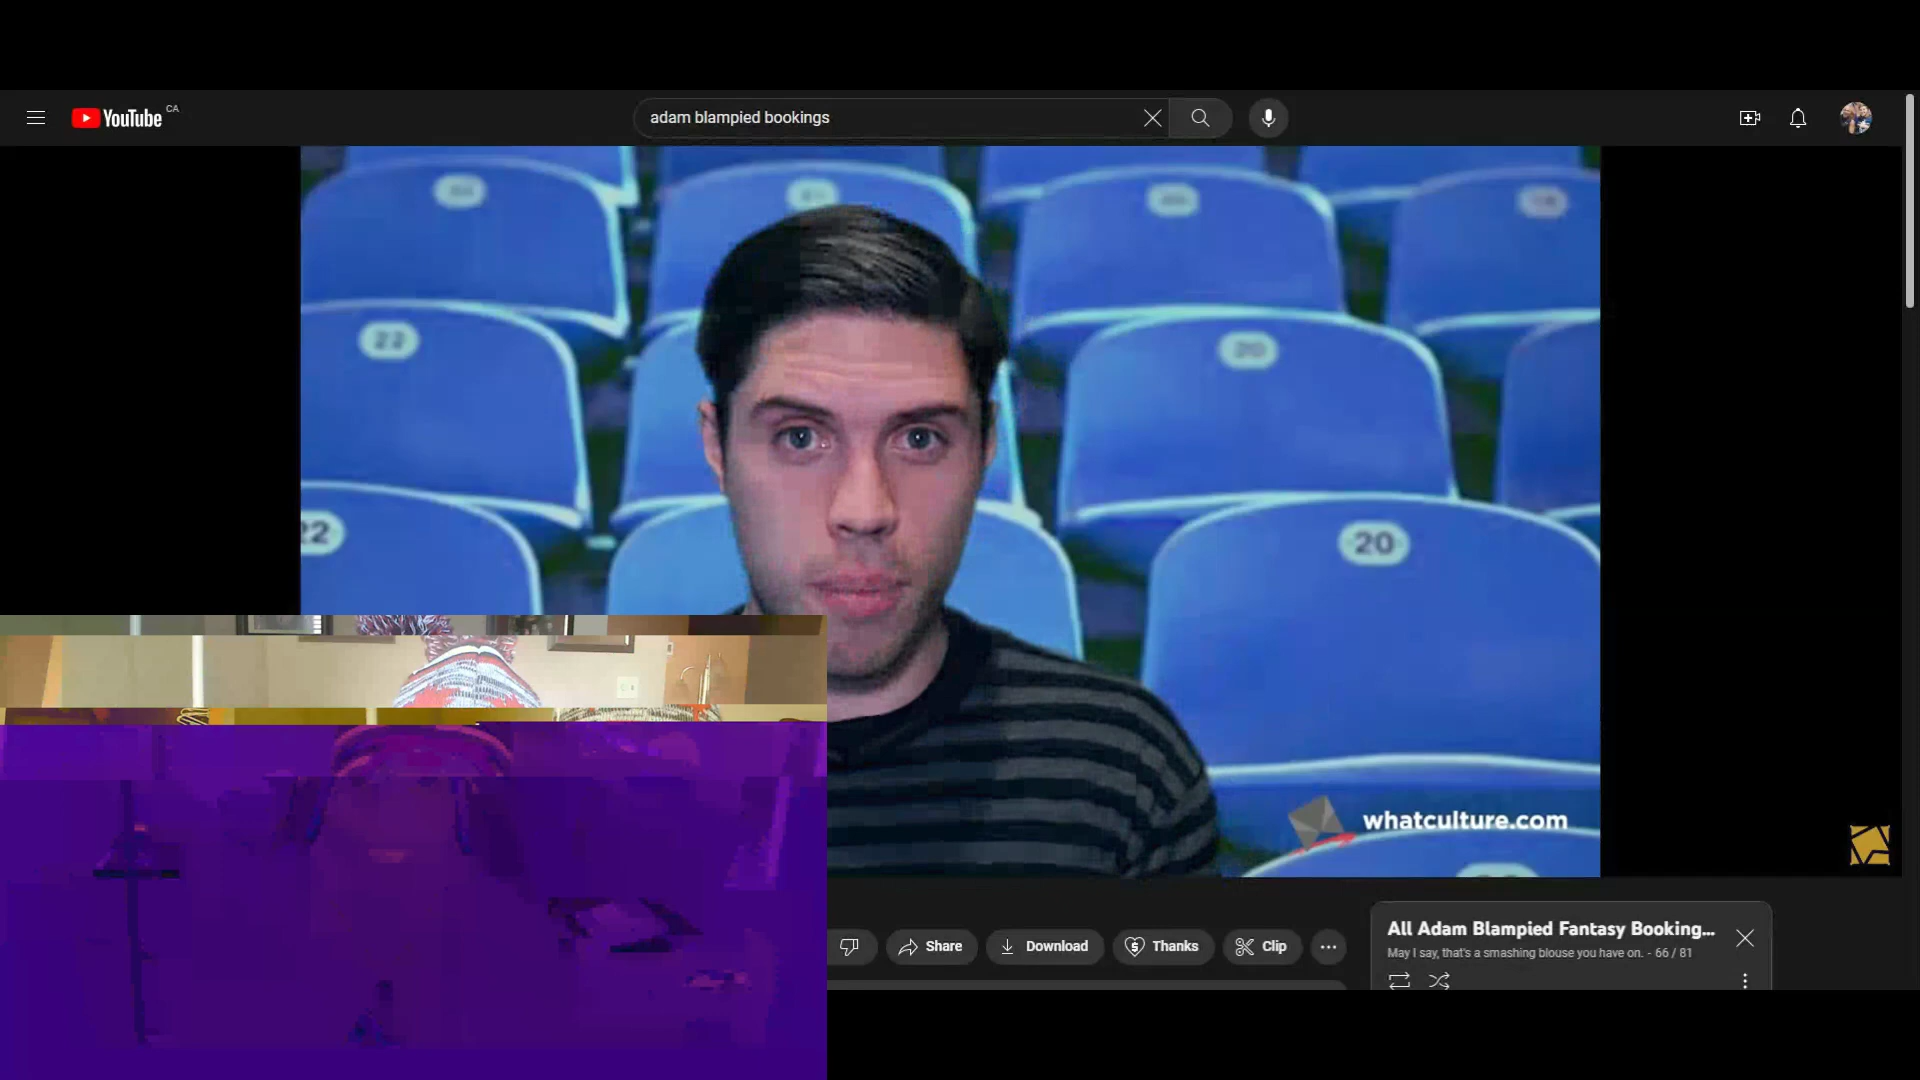 YouTube CA
adam blampied bookings
22
20
22
20
whatculture.com
Share
Download
Thanks
Clip
All Adam Blampied Fantasy Booking...
May I say, that's a smashing blouse you have on. - 66 / 81